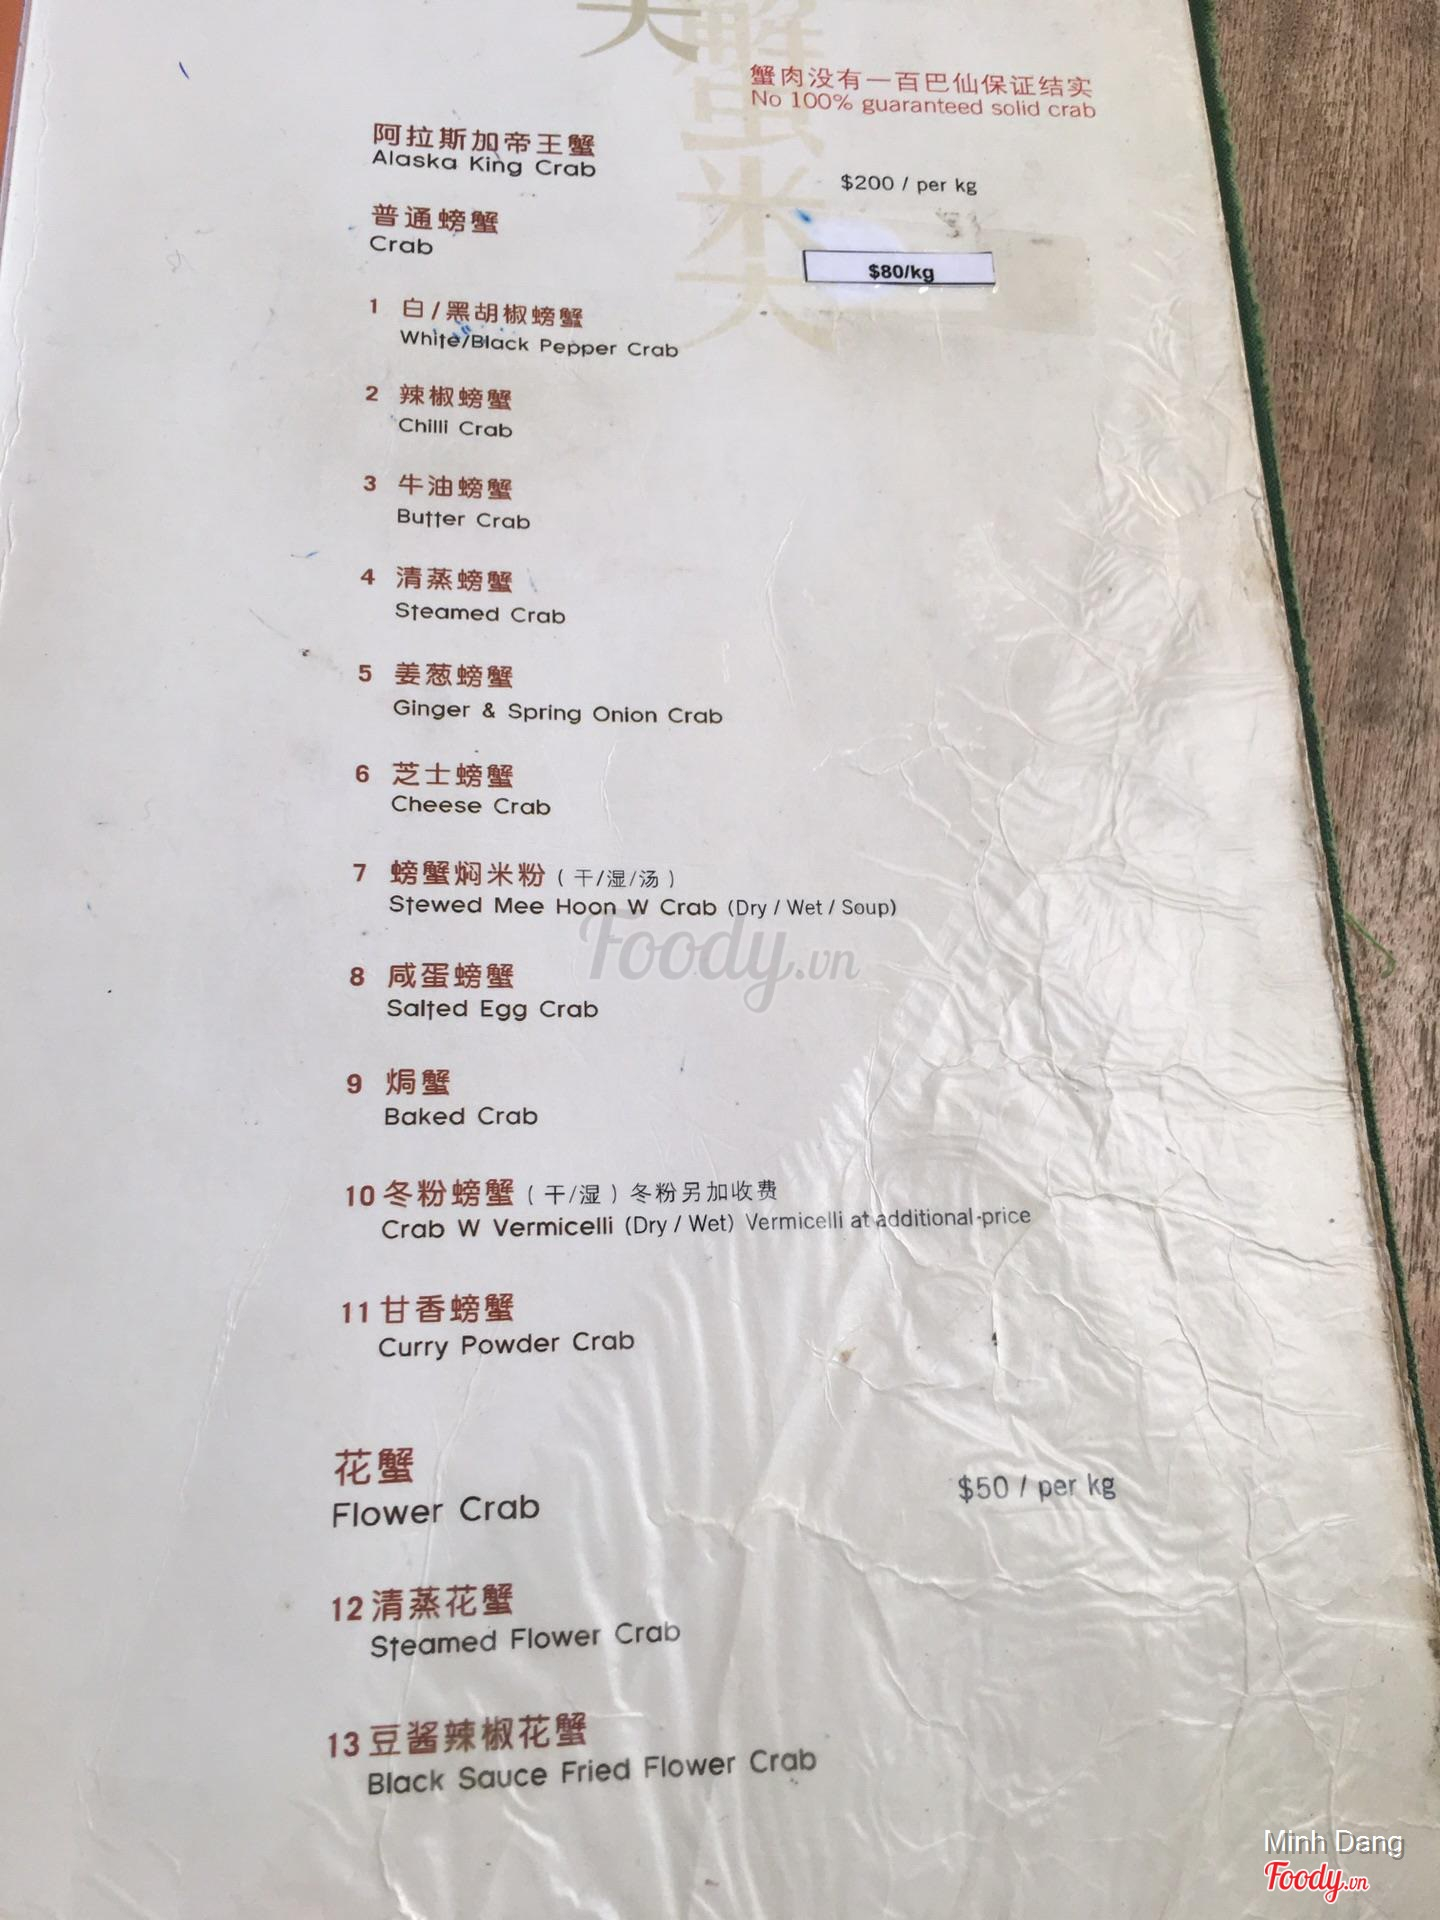 蟹米大
蟹肉没有一百巴仙保证结实
No 100% guaranteed solid crab
阿拉斯加帝王蟹
Alaska King Crab
$200 / per kg
普通螃蟹
Crab
$80/kg
1 白/黑胡椒螃蟹
White/Black Pepper Crab
2 辣椒螃蟹
Chilli Crab
3 牛油螃蟹
Butter Crab
4 清蒸螃蟹
Steamed Crab
5 姜葱螃蟹
Ginger & Spring Onion Crab
6 芝士螃蟹
Cheese Crab
7 螃蟹焖米粉 ( 干/湿/汤 )
Stewed Mee Hoon W Crab (Dry / Wet / Soup)
Foody.vn
8 咸蛋螃蟹
Salted Egg Crab
9 焗蟹
Baked Crab
10 冬粉螃蟹 ( 干/湿 ) 冬粉另加收费
Crab W Vermicelli (Dry / Wet) Vermicelli at additional-price
11 甘香螃蟹
Curry Powder Crab
花蟹
Flower Crab
$50 / per kg
12 清蒸花蟹
Steamed Flower Crab
13 豆酱辣椒花蟹
Black Sauce Fried Flower Crab
Minh Dang
Foody.vn